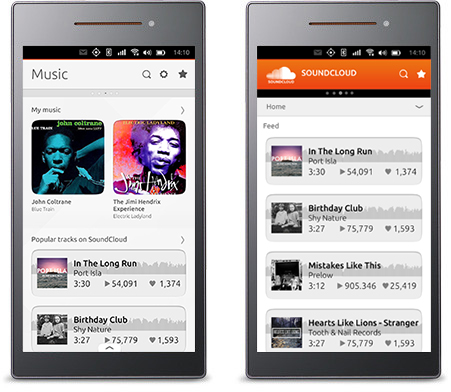 14:10
Music
My music
john coltrane
BLUE TRAIN
John Coltrane
Blue Train
The Jimi Hendrix
Experience
Electric Ladyland
Popular tracks on SoundCloud
PORT ISLA
In The Long Run
Port Isla
3:30 54,091 1,374
Birthday Club
Shy Nature
3:27 75,779 1,593
14:10
SOUNDCLOUD
SOUNDCLOUD
Home
Feed
PORT ISLA
In The Long Run
Port Isla
3:30 54,091 1,374
Birthday Club
Shy Nature
3:27 75,779 1,593
Mistakes Like This
Prelow
3:12 905.346 25,419
Hearts Like Lions - Stranger
Tooth & Nail Records
3:27 75,779 1,593